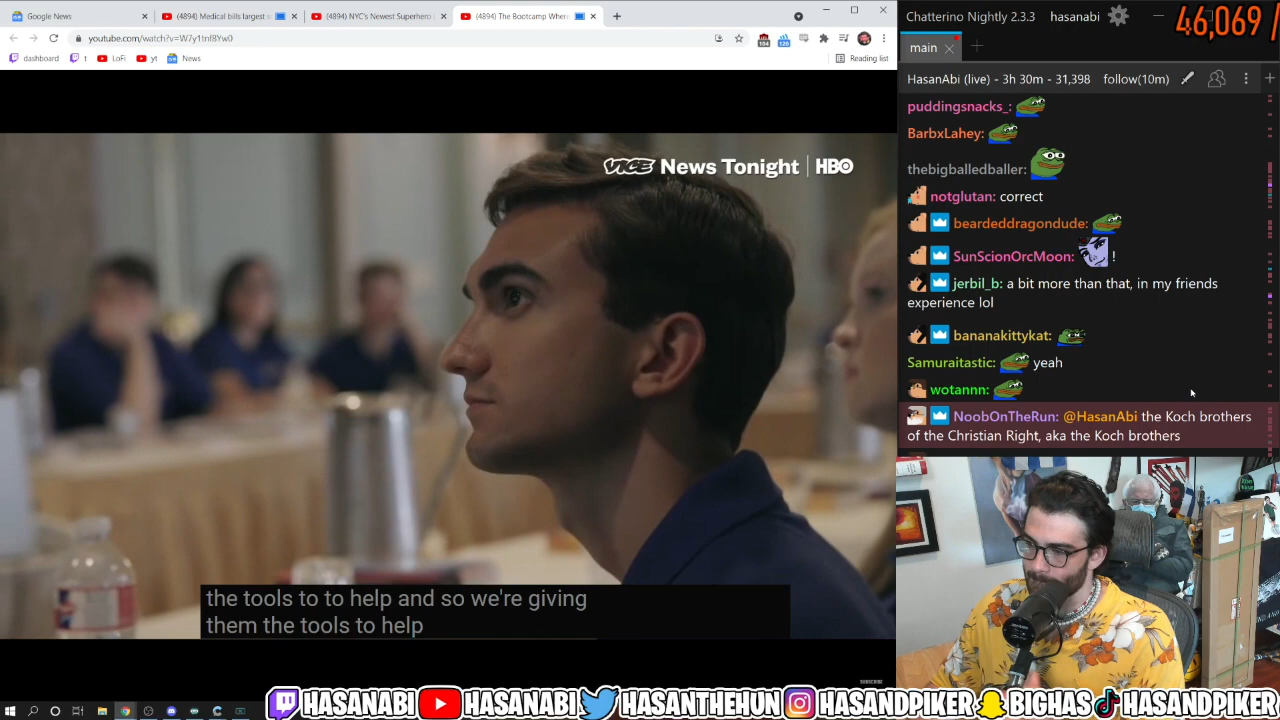 Google News
(4894) Medical bills largest s
(4894) NYC's Newest Superhero
(4894) The Bootcamp Where
youtube.com/watch?v=W7y1tnf8Yw0
104
120
dashboard
t
LoFi
yt
News
Reading list
VICE News Tonight | HBO
the tools to to help and so we're giving
them the tools to help
SUBSCRIBE
Chatterino Nightly 2.3.3
hasanabi
46,069 /
main
HasanAbi (live) - 3h 30m - 31,398
follow(10m)
puddingsnacks_:
BarbxLahey:
thebigballedballer:
notglutan: correct
beardeddragondude:
SunScionOrcMoon: !
jerbil_b: a bit more than that, in my friends
experience lol
bananakittykat:
Samuraitastic: yeah
wotannn:
NoobOnTheRun: @HasanAbi the Koch brothers
of the Christian Right, aka the Koch brothers
HASANABI
HASANABI
HASANTHEHUN
HASANDPIKER
BIGHAS
HASANDPIKER